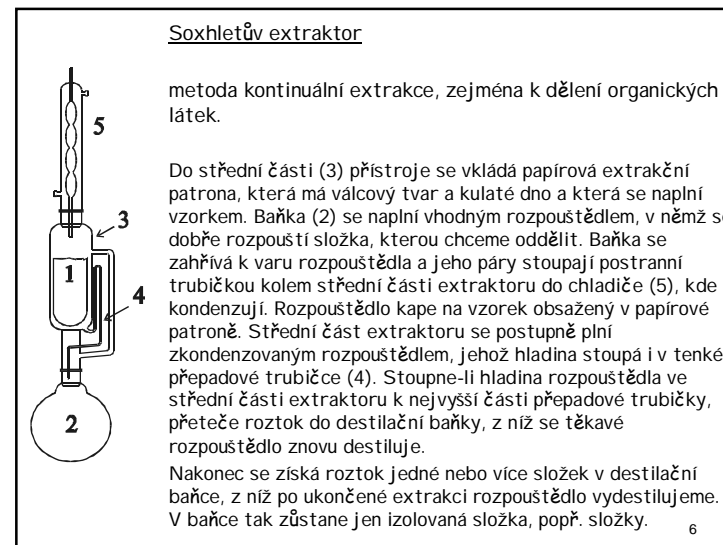 Soxhletův extraktor
metoda kontinuální extrakce, zejména k dělení organických
látek.
Do střední části (3) přístroje se vkládá papírová extrakční
patrona, která má válcový tvar a kulaté dno a která se naplní
vzorkem. Baňka (2) se naplní vhodným rozpouštědlem, v němž s
dobře rozpouští složka, kterou chceme oddělit. Baňka se
zahřívá k varu rozpouštědla a jeho páry stoupají postranní
trubičkou kolem střední části extraktoru do chladiče (5), kde
kondenzují. Rozpouštědlo kape na vzorek obsažený v papírové
patroně. Střední část extraktoru se postupně plní
zkondenzovaným rozpouštědlem, jehož hladina stoupá i v tenké
přepadové trubičce (4). Stoupne-li hladina rozpouštědla ve
střední části extraktoru k nejvyšší části přepadové trubičky,
přeteče roztok do destilační baňky, z níž se těkavé
rozpouštědlo znovu destiluje.
Nakonec se získá roztok jedné nebo více složek v destilační
baňce, z níž po ukončené extrakci rozpouštědlo vydestilujeme.
V baňce tak zůstane jen izolovaná složka, popř. složky.
5
3
1
4
2
6